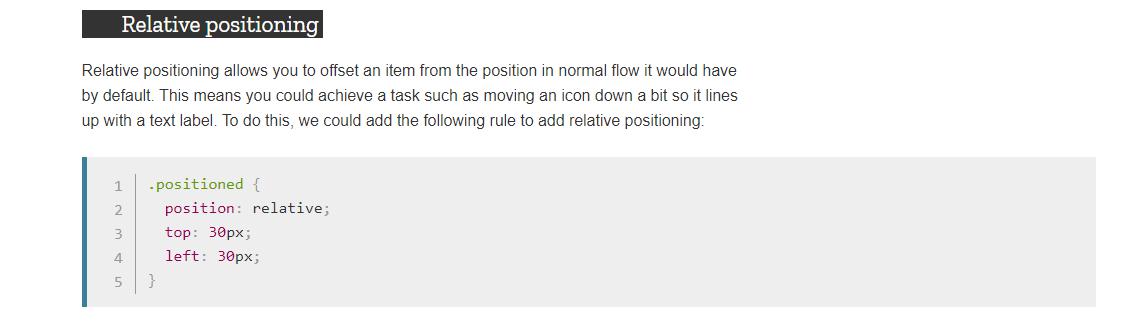 Relative positioning
Relative positioning allows you to offset an item from the position in normal flow it would have
by default. This means you could achieve a task such as moving an icon down a bit so it lines
up with a text label. To do this, we could add the following rule to add relative positioning:
1 .positioned {
2   position: relative;
3   top: 30px;
4   left: 30px;
5 }